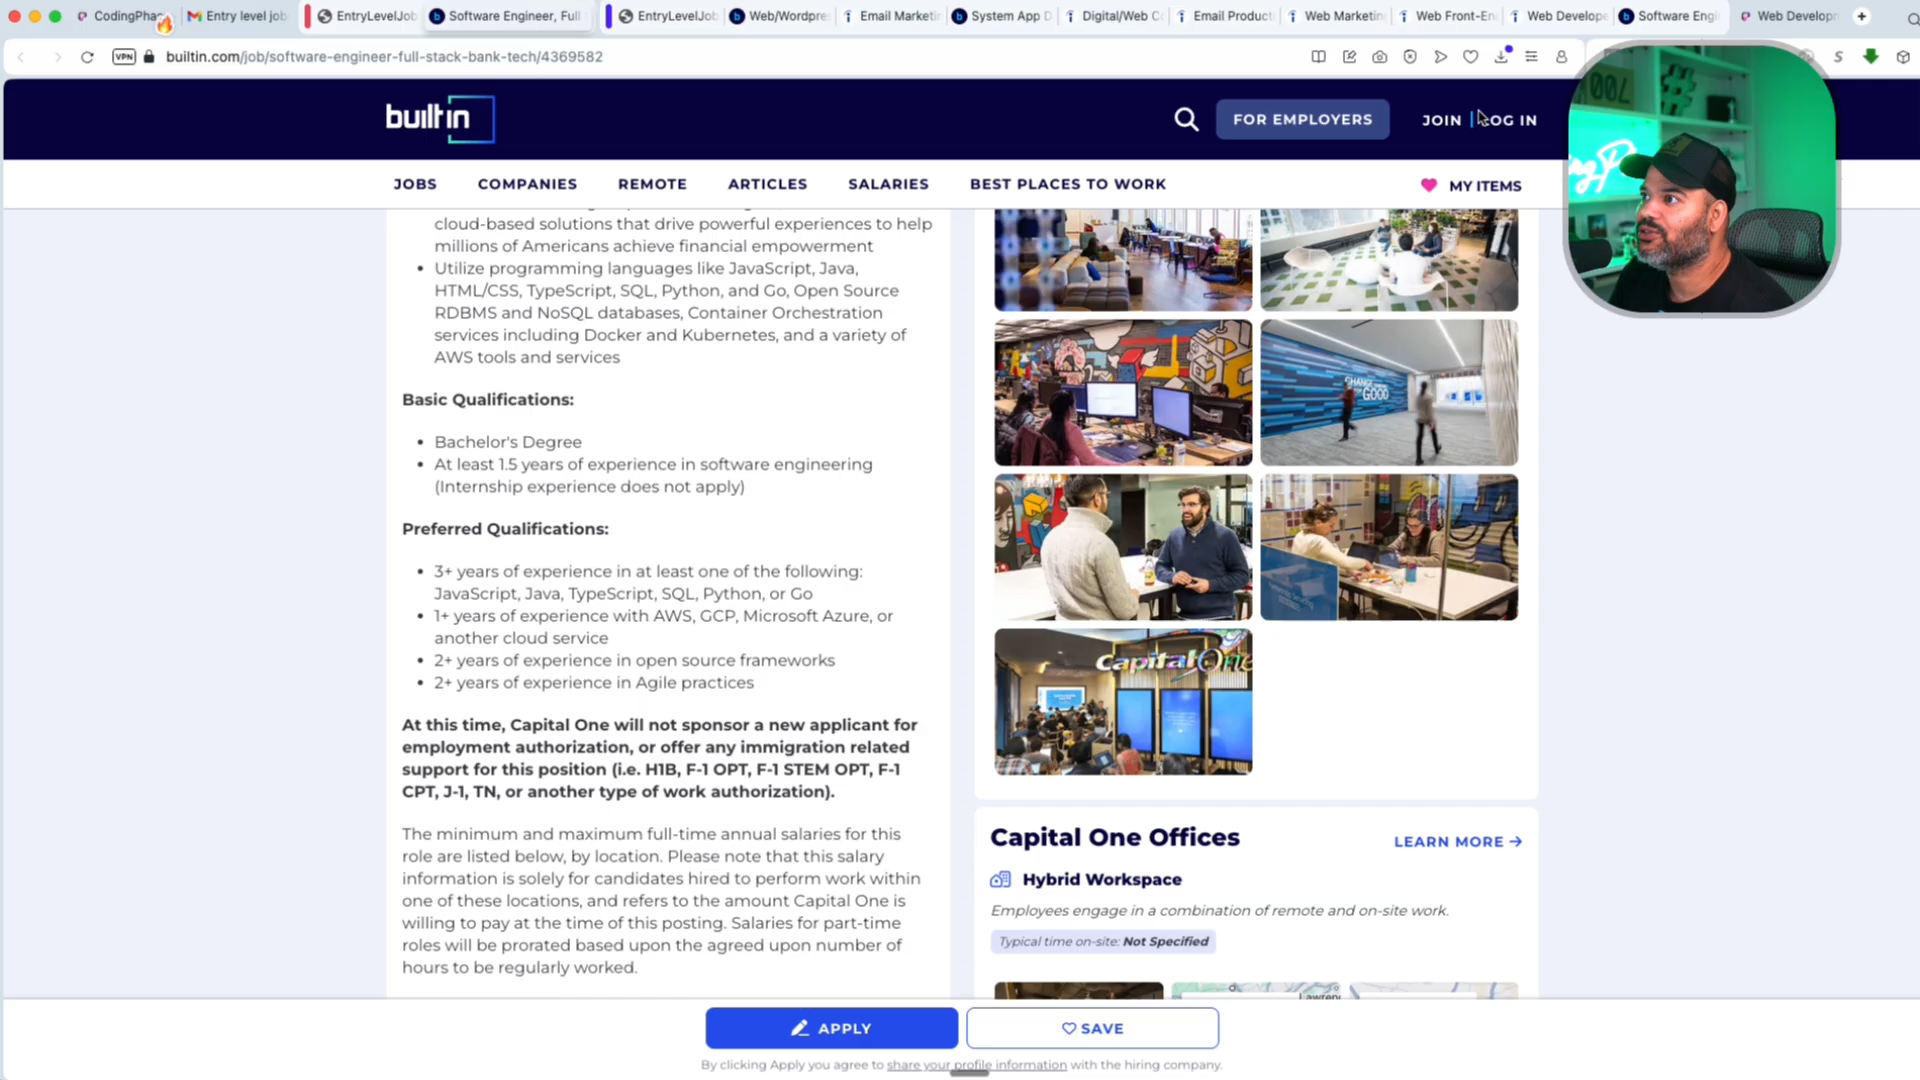 CodingPha
Entry level job
EntryLevelJob
Software Engineer, Full
EntryLevelJob
Web/Wordpre
Email Marketi
System App D
Digital/Web C
Email Product
Web Marketin
Web Front-En
Web Develope
Software Engi
Web Developm
VPN
builtin.com/job/software-engineer-full-stack-bank-tech/4369582
builtin
FOR EMPLOYERS
JOIN | LOG IN
JOBS
COMPANIES
REMOTE
ARTICLES
SALARIES
BEST PLACES TO WORK
MY ITEMS
cloud-based solutions that drive powerful experiences to help
millions of Americans achieve financial empowerment
• Utilize programming languages like JavaScript, Java,
HTML/CSS, TypeScript, SQL, Python, and Go, Open Source
RDBMS and NoSQL databases, Container Orchestration
services including Docker and Kubernetes, and a variety of
AWS tools and services
Basic Qualifications:
• Bachelor's Degree
• At least 1.5 years of experience in software engineering
(Internship experience does not apply)
Preferred Qualifications:
• 3+ years of experience in at least one of the following:
JavaScript, Java, TypeScript, SQL, Python, or Go
• 1+ years of experience with AWS, GCP, Microsoft Azure, or
another cloud service
• 2+ years of experience in open source frameworks
• 2+ years of experience in Agile practices
At this time, Capital One will not sponsor a new applicant for
employment authorization, or offer any immigration related
support for this position (i.e. H1B, F-1 OPT, F-1 STEM OPT, F-1
CPT, J-1, TN, or another type of work authorization).
The minimum and maximum full-time annual salaries for this
role are listed below, by location. Please note that this salary
information is solely for candidates hired to perform work within
one of these locations, and refers to the amount Capital One is
willing to pay at the time of this posting. Salaries for part-time
roles will be prorated based upon the agreed upon number of
hours to be regularly worked.
CHANGE
GOOD
Capital One
Capital One Offices
LEARN MORE →
Hybrid Workspace
Employees engage in a combination of remote and on-site work.
Typical time on-site: Not Specified
APPLY
SAVE
By clicking Apply you agree to share your profile information with the hiring company.